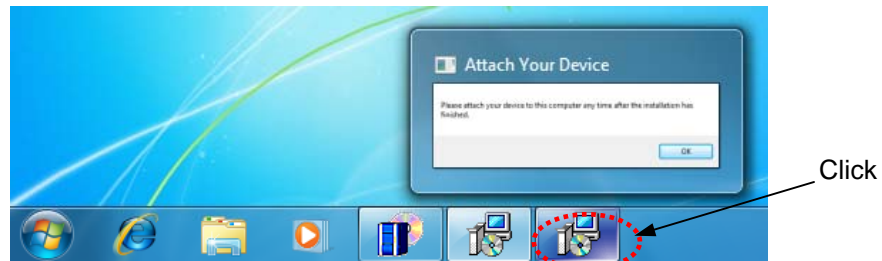 Attach Your Device
Please attach your device to this computer any time after the installation has
finished.
OK
Click